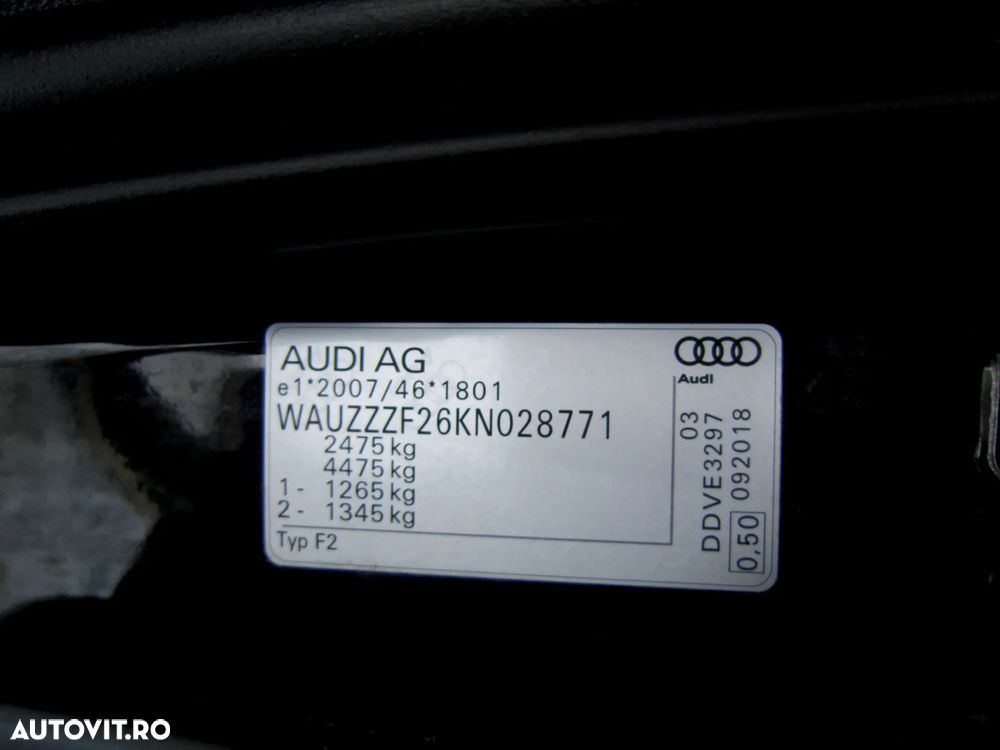 AUDI AG
e1*2007/46*1801
WAUZZZF26KN028771
2475 kg
4475 kg
1 - 1265 kg
2 - 1345 kg
Typ F2
Audi
03
DDVE3297
092018
0,50
AUTOVIT.RO